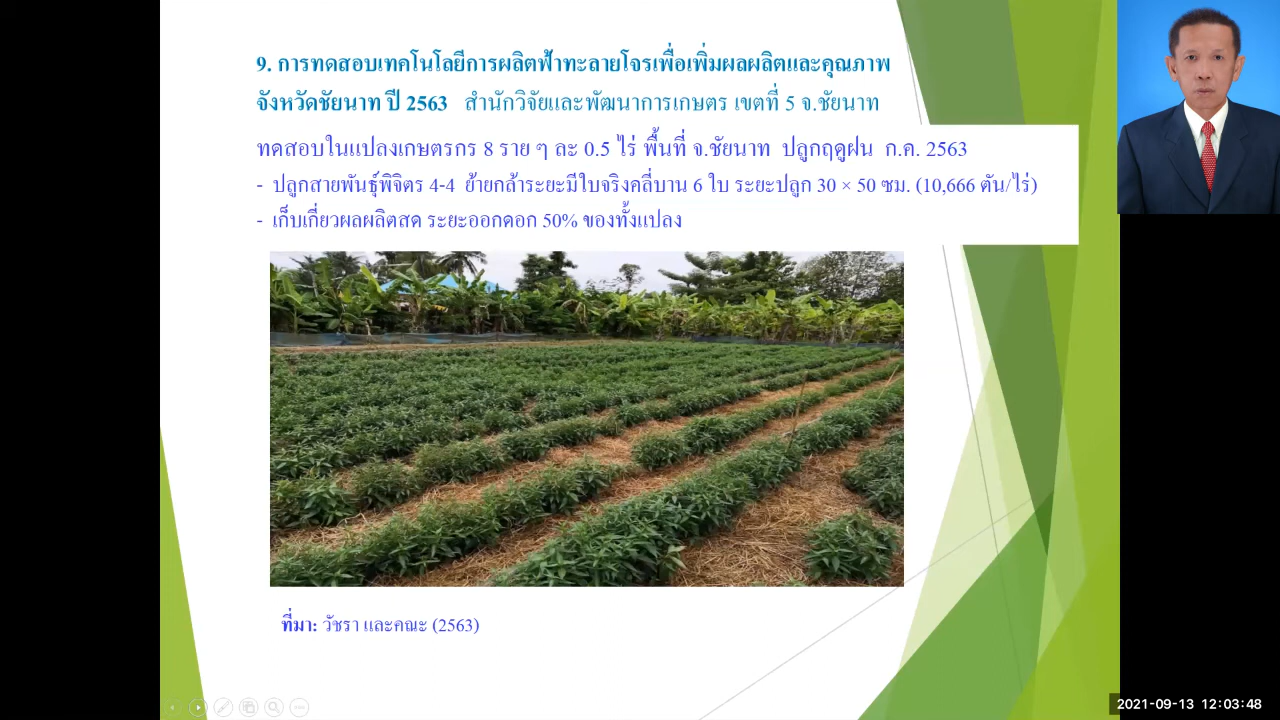 9. การทดสอบเทคโนโลยีการผลิตฟ้าทะลายโจรเพื่อเพิ่มผลผลิตและคุณภาพ
จังหวัดชัยนาท ปี 2563 สำนักวิจัยและพัฒนาการเกษตร เขตที่ 5 จ.ชัยนาท
ทดสอบในแปลงเกษตรกร 8 ราย ๆ ละ 0.5 ไร่ พื้นที่ จ.ชัยนาท ปลูกฤดูฝน ก.ค. 2563
- ปลูกสายพันธุ์พิจิตร 4-4 ย้ายกล้าระยะมีใบจริงคลี่บาน 6 ใบ ระยะปลูก 30 × 50 ซม. (10,666 ตัน/ไร่)
- เก็บเกี่ยวผลผลิตสด ระยะออกดอก 50% ของทั้งแปลง
ที่มา: วัชรา และคณะ (2563)
2021-09-13 12:03:48